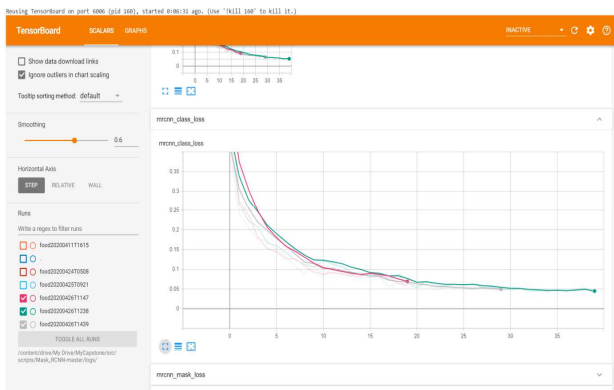 Reusing TensorBoard on port 6006 (pid 160), started 0:06:31 ago. (Use '!kill 160' to kill it.)
TensorBoard SCALARS GRAPHS INACTIVE
Show data download links
Ignore outliers in chart scaling
Tooltip sorting method: default
Smoothing
0.6
Horizontal Axis
STEP RELATIVE WALL
Runs
Write a regex to filter runs
food20200411T1615
.
food20200424T0508
food20200425T0921
food20200426T1147
food20200426T1238
food20200426T1439
TOGGLE ALL RUNS
/content/drive/My Drive/MyCapstone/src/
scripts/Mask_RCNN-master/logs/
0.1
0
0 5 10 15 20 25 30 35
mrcnn_class_loss
mrcnn_class_loss
0.35
0.3
0.25
0.2
0.15
0.1
0.05
0
0 5 10 15 20 25 30 35
mrcnn_mask_loss